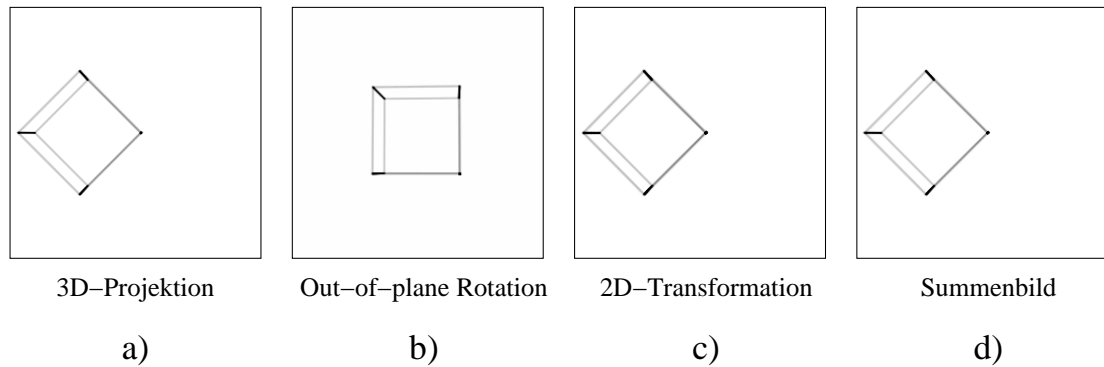 3D−Projektion
Out−of−plane Rotation
2D−Transformation
Summenbild
a)
b)
c)
d)